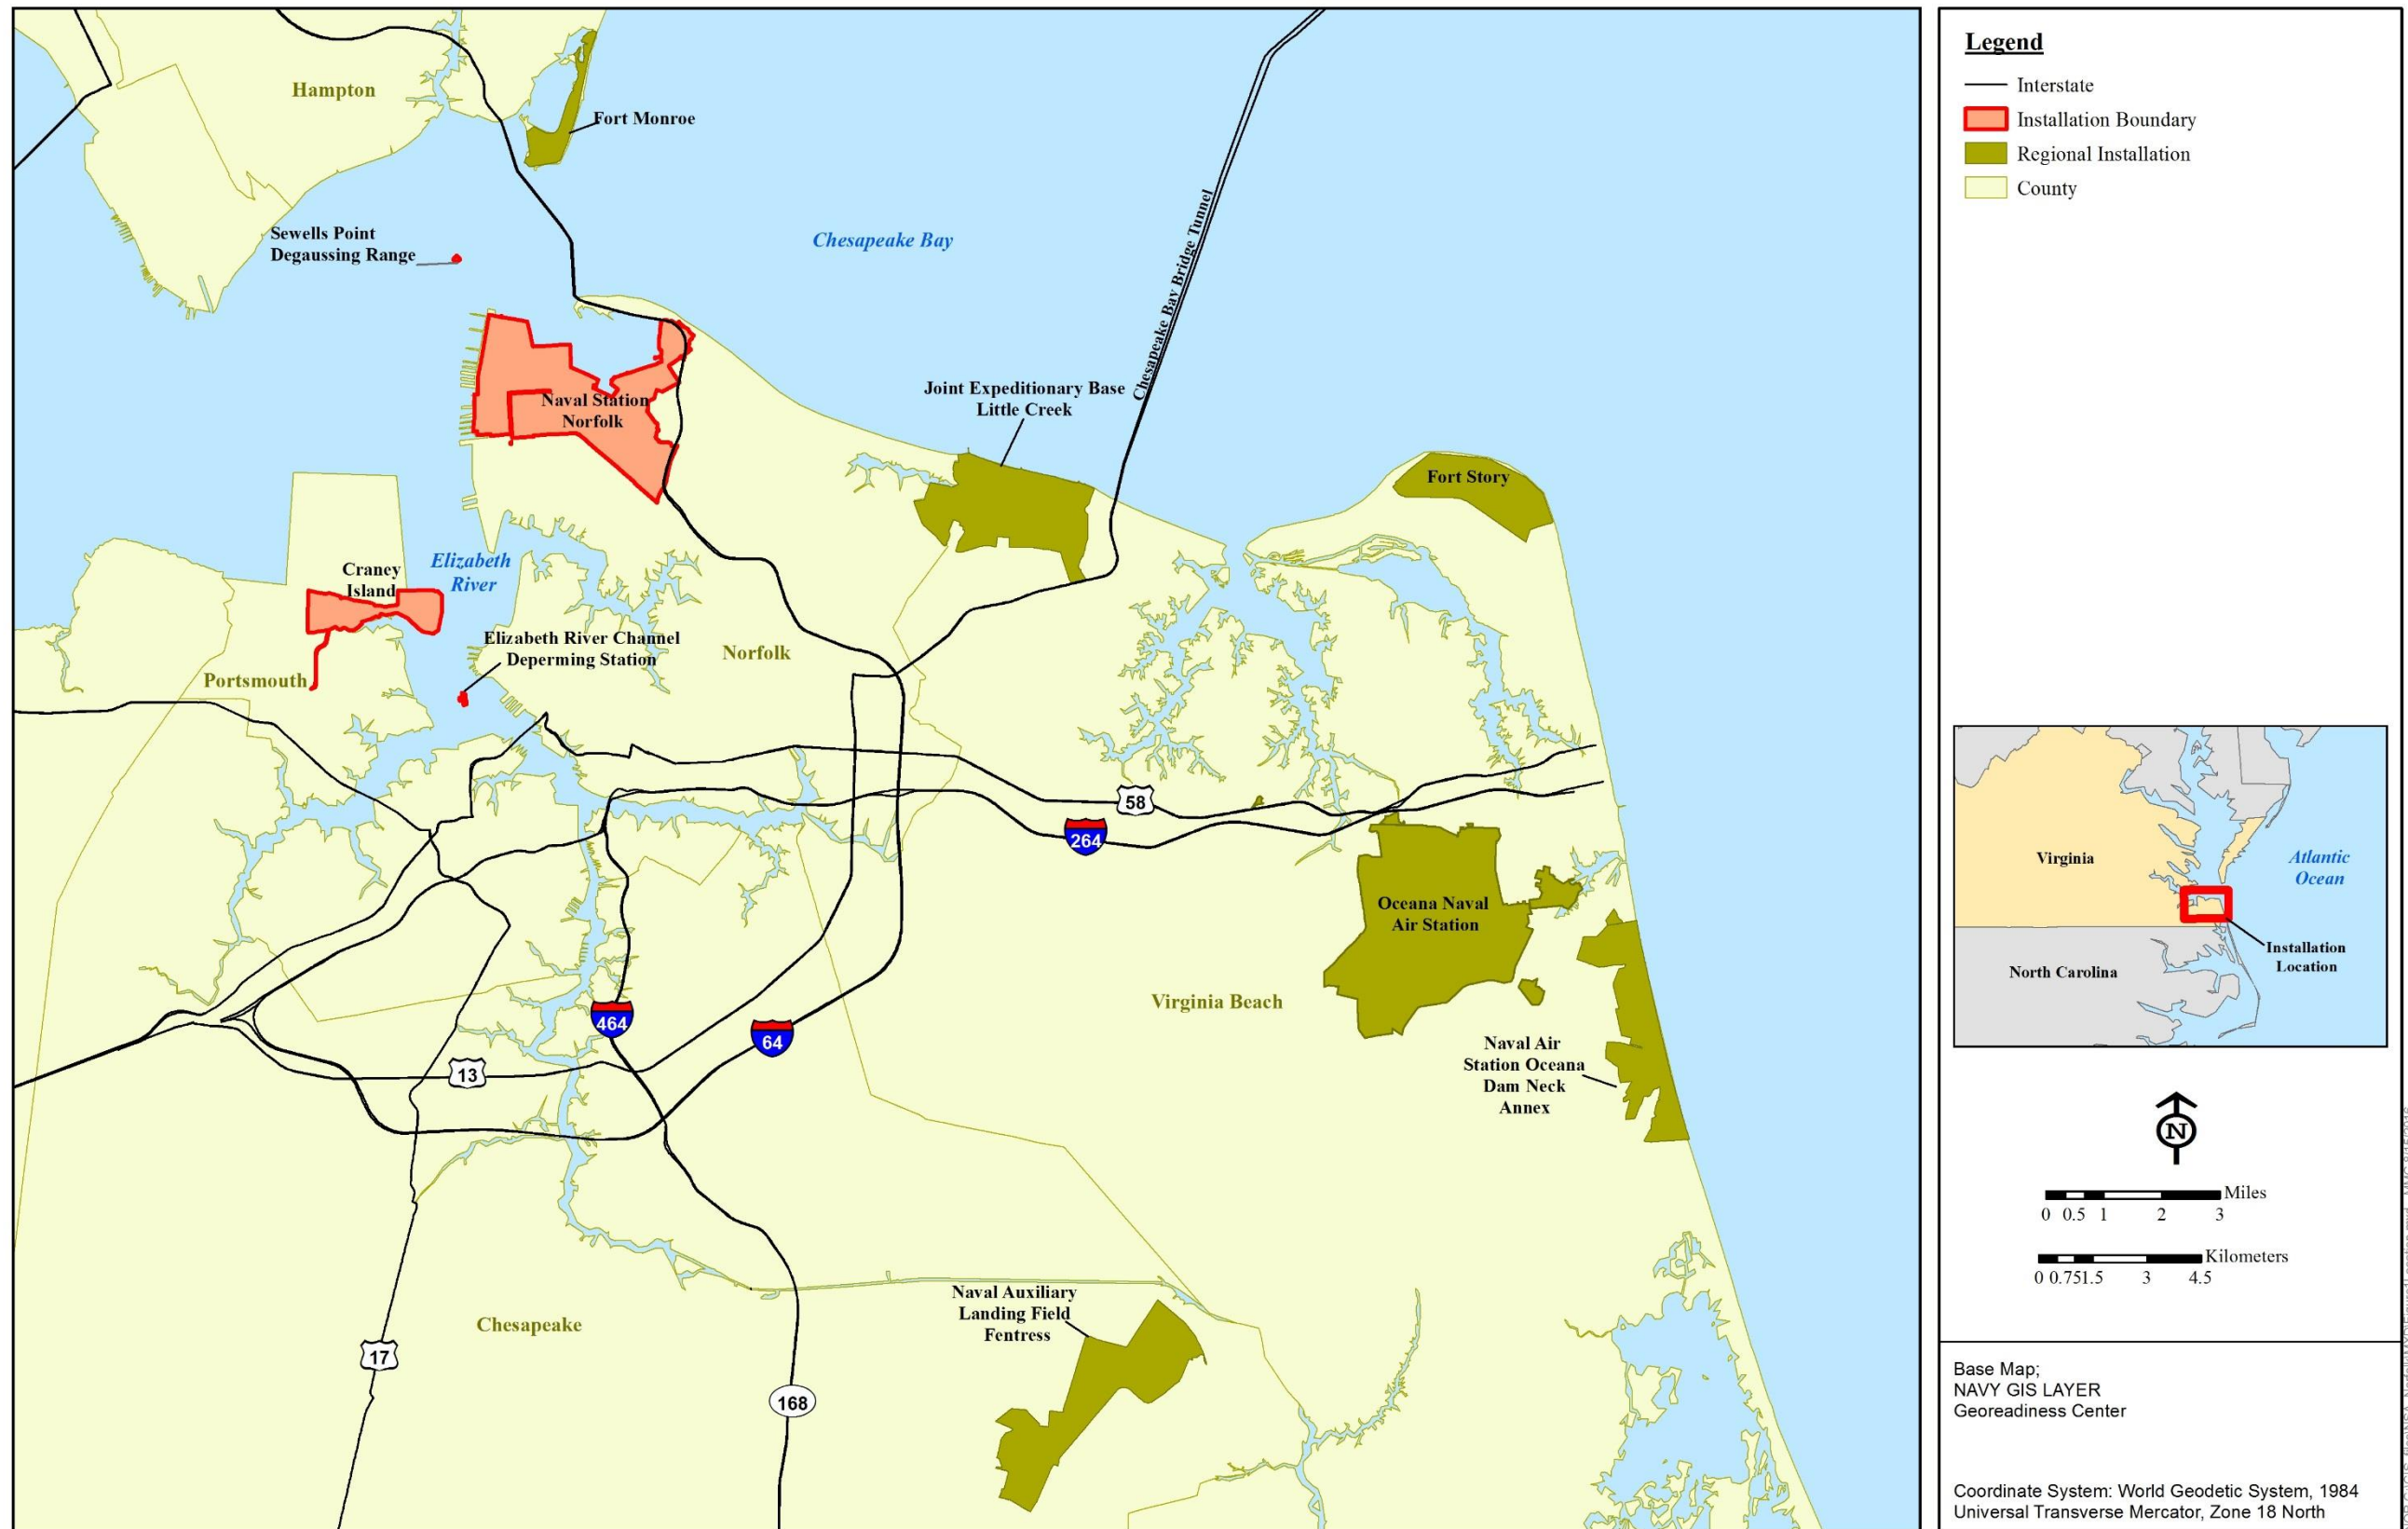 Hampton
Fort Monroe
Sewells Point
Degaussing Range
Chesapeake Bay
Chesapeake Bay Bridge Tunnel
Naval Station
Norfolk
Joint Expeditionary Base
Little Creek
Fort Story
Craney
Island
Elizabeth
River
Elizabeth River Channel
Deperming Station
Norfolk
Portsmouth
58
264
Oceana Naval
Air Station
Virginia Beach
464
64
13
Naval Air
Station Oceana
Dam Neck
Annex
Naval Auxiliary
Landing Field
Fentress
Chesapeake
17
168
Legend
Interstate
Installation Boundary
Regional Installation
County
Virginia
Atlantic
Ocean
Installation
Location
North Carolina
N
Miles
0 0.5 1 2 3
Kilometers
0 0.75 1.5 3 4.5
Base Map;
NAVY GIS LAYER
Georeadiness Center
Coordinate System: World Geodetic System, 1984
Universal Transverse Mercator, Zone 18 North